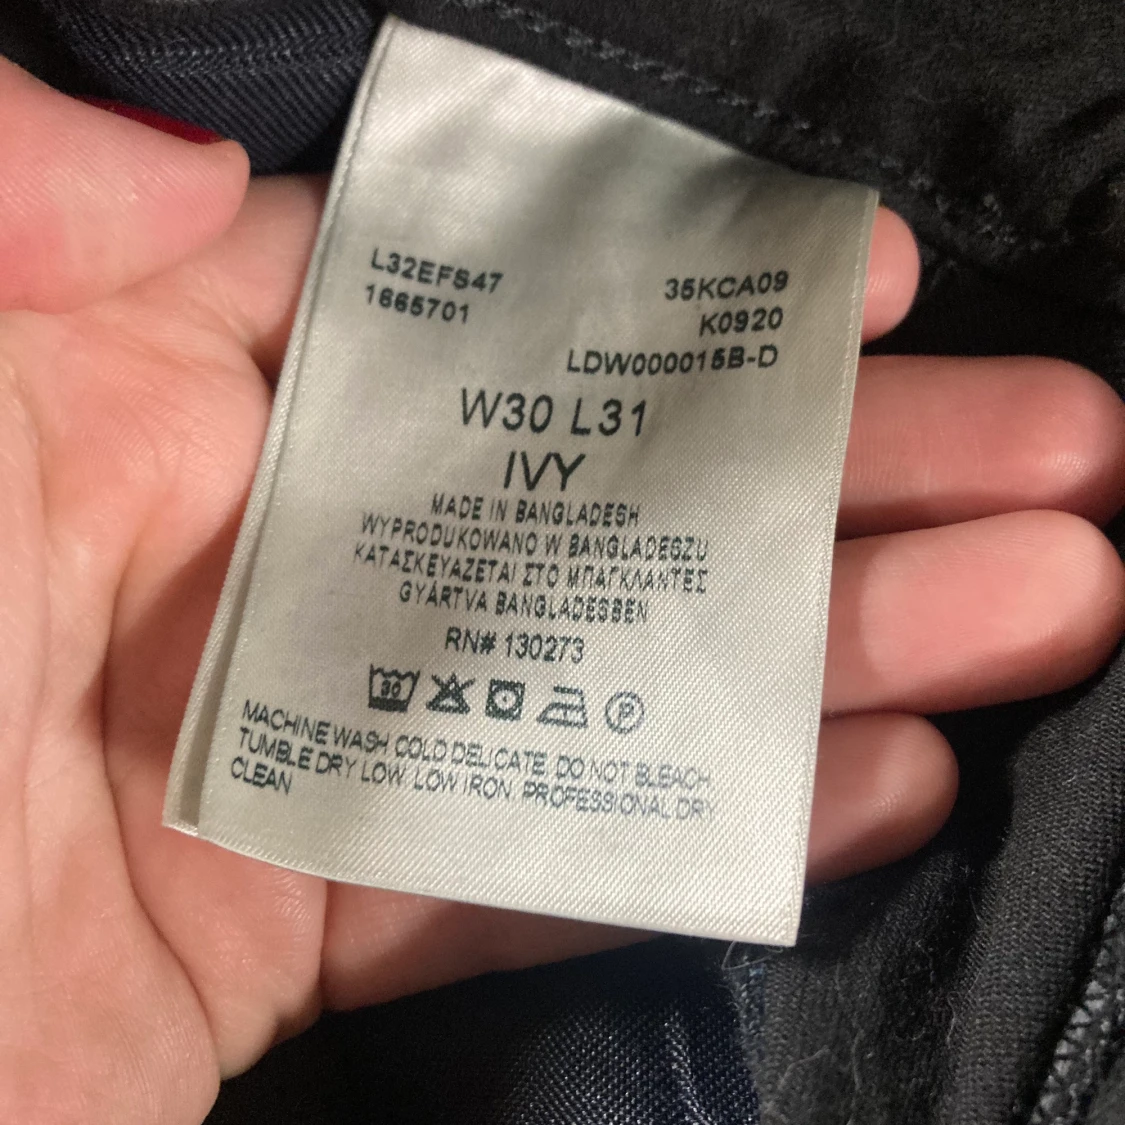 L32EFS47
1665701
35KCA09
K0920
LDW000015B-D
W30 L31
IVY
MADE IN BANGLADESH
WYPRODUKOWANO W BANGLADESZU
ΚΑΤΑΣΚΕΥΑΖΕΤΑΙ ΣΤΟ ΜΠΑΓΚΛΑΝΤΕΣ
GYÁRTVA BANGLADESBEN
RN# 130273
30 P
MACHINE WASH COLD DELICATE DO NOT BLEACH
TUMBLE DRY LOW LOW IRON PROFESSIONAL DRY
CLEAN